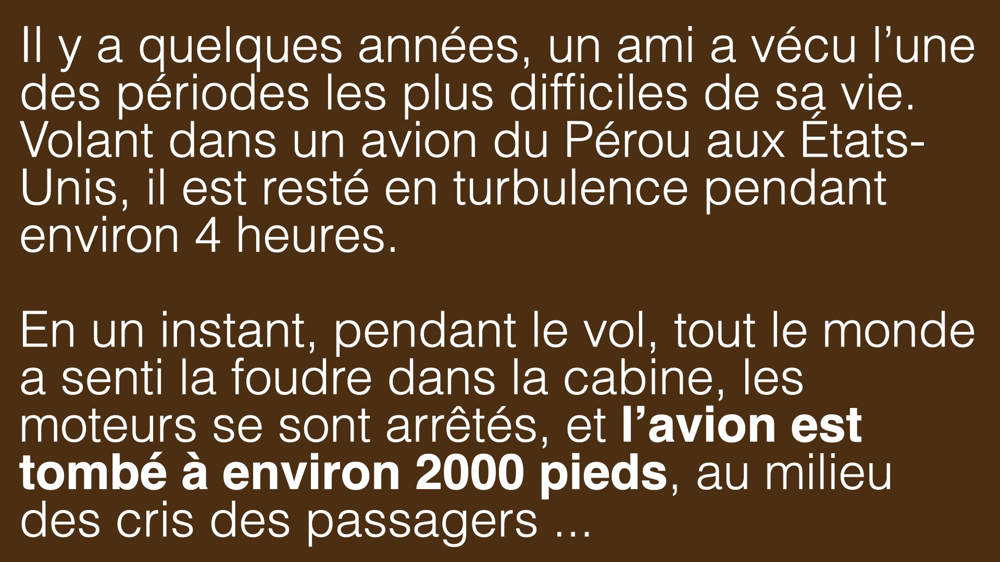 Il y a quelques années, un ami a vécu l’une
des périodes les plus difficiles de sa vie.
Volant dans un avion du Pérou aux États-
Unis, il est resté en turbulence pendant
environ 4 heures.
En un instant, pendant le vol, tout le monde
a senti la foudre dans la cabine, les
moteurs se sont arrêtés, et l’avion est
tombé à environ 2000 pieds, au milieu
des cris des passagers ...